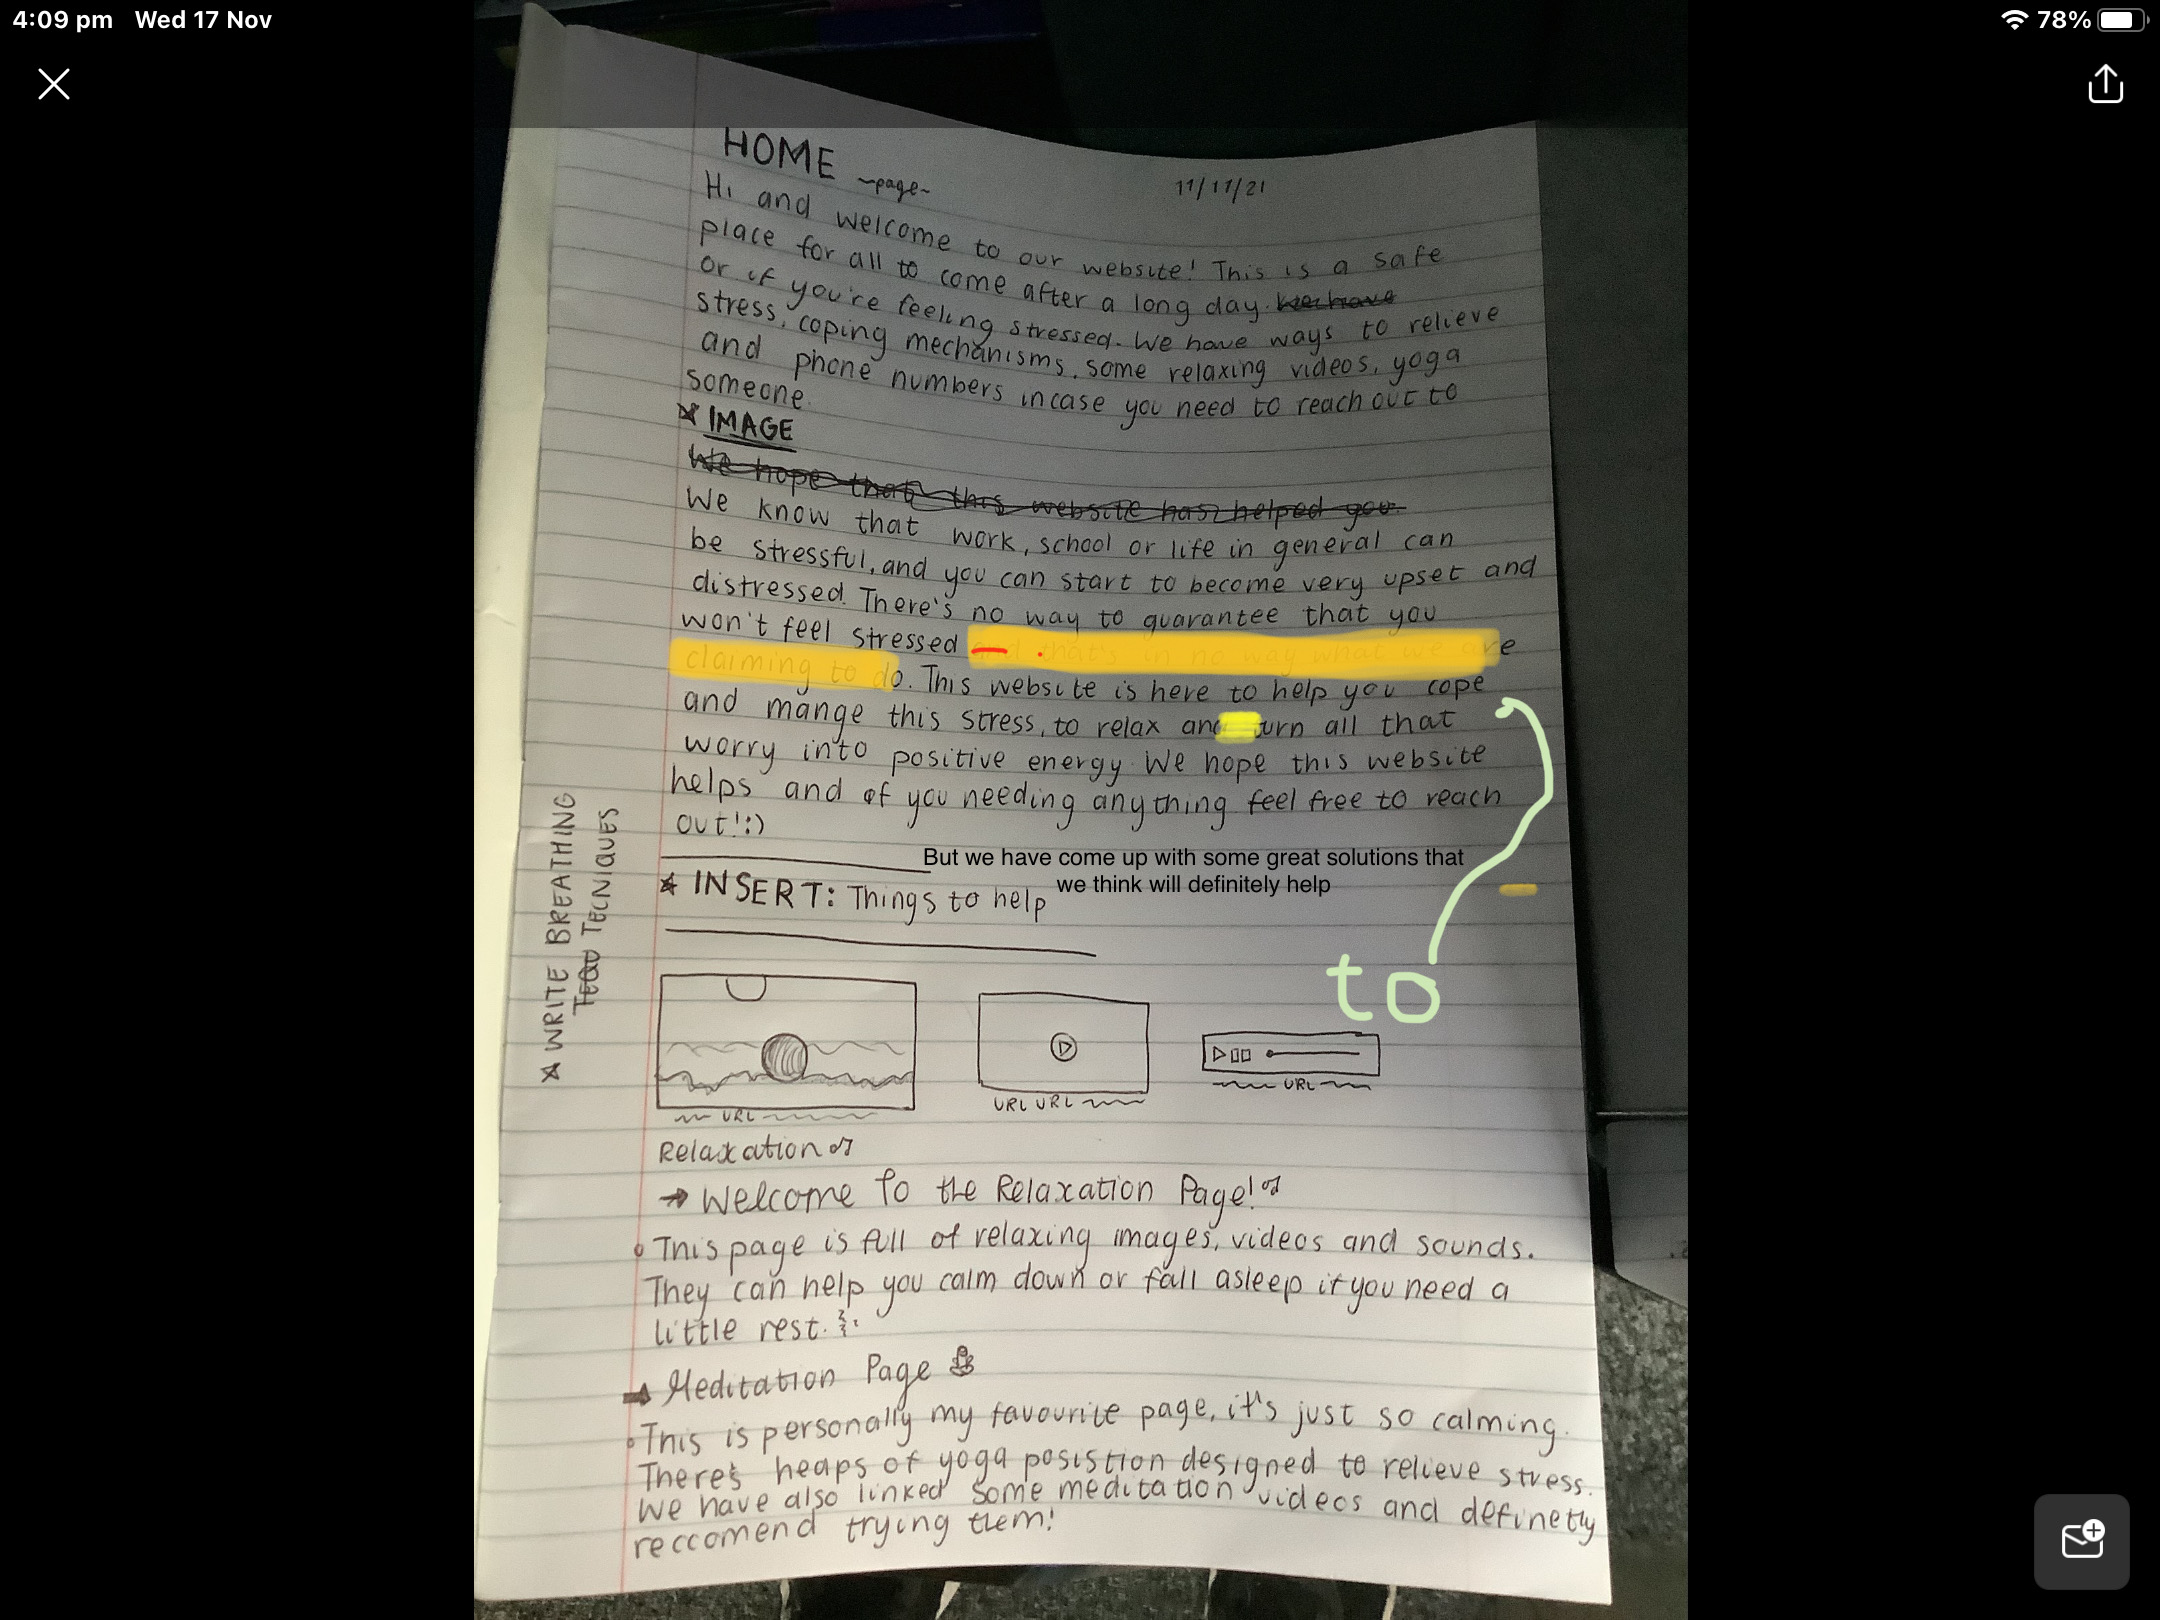 4:09 pm Wed 17 Nov
78%
HOME ~page~
11/11/21
Hi and welcome to our website! This is a safe
place for all to come after a long day. we have
or if you're feeling stressed. We have ways to relieve
stress, coping mechanisms, some relaxing videos, yoga
and phone numbers incase you need to reach out to
someone.
IMAGE
We hope that this website has helped you.
We know that work, school or life in general can
be stressful, and you can start to become very upset and
distressed. There's no way to guarantee that you
won't feel stressed and that's in no way what we are
claiming to do. This website is here to help you cope
and mange this stress, to relax and turn all that
worry into positive energy. We hope this website
helps and of you needing anything feel free to reach
out! :)
But we have come up with some great solutions that
we think will definitely help
INSERT: Things to help
to
WRITE BREATHING
TECNIQUES
URL
URL URL
URL
Relaxation
→ Welcome to the Relaxation Page!
This page is full of relaxing images, videos and sounds.
They can help you calm down or fall asleep if you need a
little rest.
→ Meditation Page
This is personally my favourite page, it's just so calming.
There's heaps of yoga posistion designed to relieve stress.
We have also linked some meditation videos and definetly
reccomend trying them!